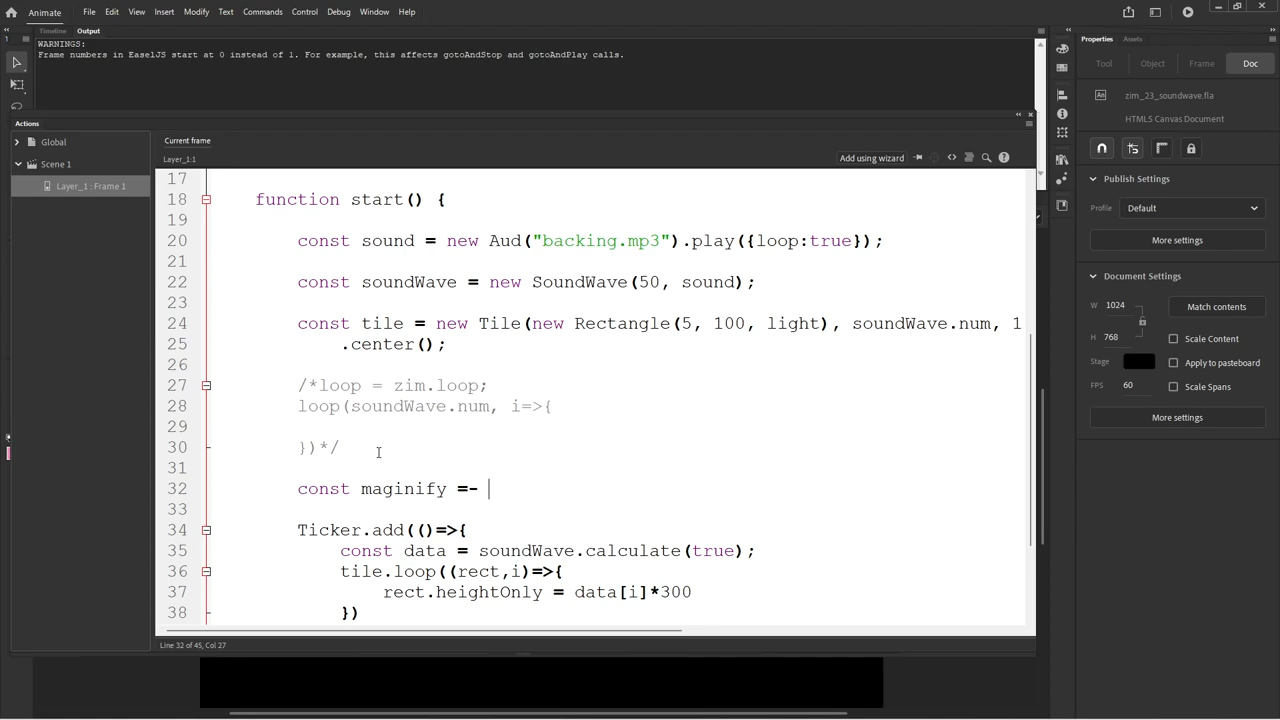 Animate File Edit View Insert Modify Text Commands Control Debug Window Help
Timeline Output
WARNINGS:
Frame numbers in EaselJS start at 0 instead of 1. For example, this affects gotoAndStop and gotoAndPlay calls.
Actions
Global
Scene 1
Layer_1 : Frame 1
Current frame
Layer_1:1
Add using wizard
17
18 function start() {
19
20 const sound = new Aud("backing.mp3").play({loop:true});
21
22 const soundWave = new SoundWave(50, sound);
23
24 const tile = new Tile(new Rectangle(5, 100, light), soundWave.num, 1
25 .center();
26
27 /*loop = zim.loop;
28 loop(soundWave.num, i=>{
29
30 })*/
31
32 const maginify =-
33
34 Ticker.add(()=>{
35 const data = soundWave.calculate(true);
36 tile.loop((rect,i)=>{
37 rect.heightOnly = data[i]*300
38 })
Line 32 of 45, Col 27
Properties Assets
Tool Object Frame Doc
An zim_23_soundwave.fla
HTML5 Canvas Document
Publish Settings
Profile Default
More settings
Document Settings
W 1024 Match contents
H 768 Scale Content
Stage Apply to pasteboard
FPS 60 Scale Spans
More settings